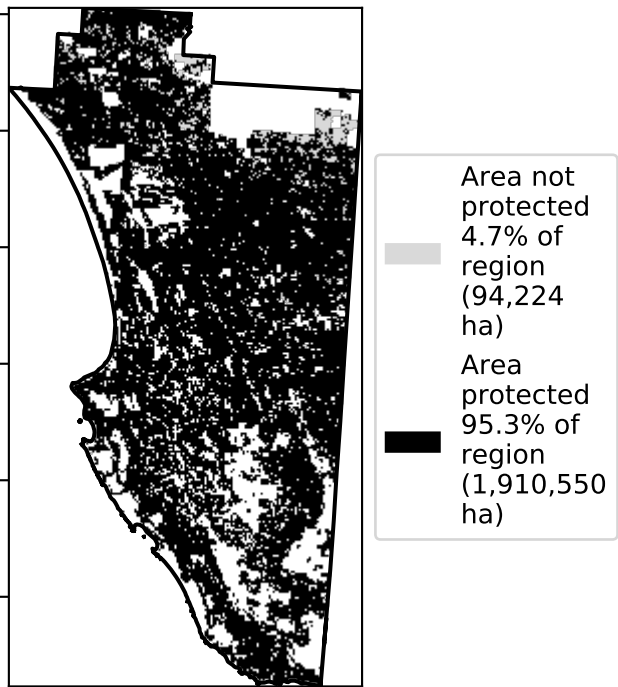 Area not
protected
4.7% of
region
(94,224
ha)
Area
protected
95.3% of
region
(1,910,550
ha)